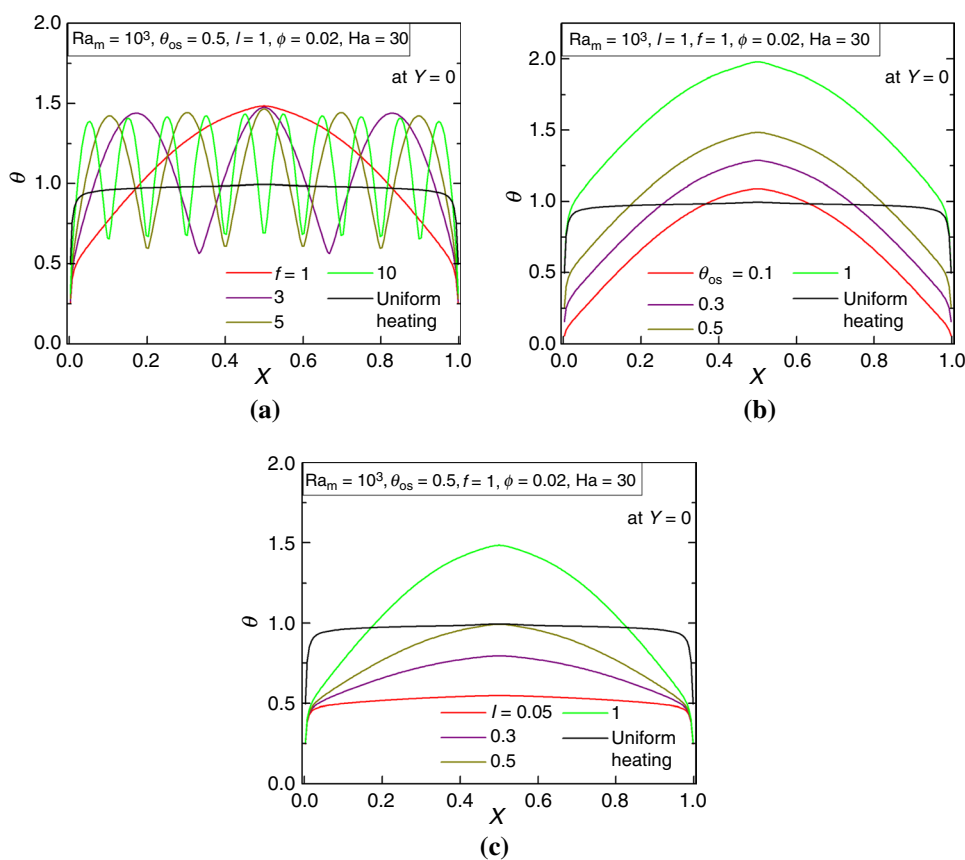 Ra_m = 10³, θ_os = 0.5, l = 1, ϕ = 0.02, Ha = 30
at Y = 0
θ
2.0
1.5
1.0
0.5
0.0
f = 1
3
5
10
Uniform
heating
0.0 0.2 0.4 0.6 0.8 1.0
X
(a)
Ra_m = 10³, l = 1, f = 1, ϕ = 0.02, Ha = 30
at Y = 0
θ
2.0
1.5
1.0
0.5
0.0
θ_os = 0.1
0.3
0.5
1
Uniform
heating
0.0 0.2 0.4 0.6 0.8 1.0
X
(b)
Ra_m = 10³, θ_os = 0.5, f = 1, ϕ = 0.02, Ha = 30
at Y = 0
θ
2.0
1.5
1.0
0.5
0.0
l = 0.05
0.3
0.5
1
Uniform
heating
0.0 0.2 0.4 0.6 0.8 1.0
X
(c)